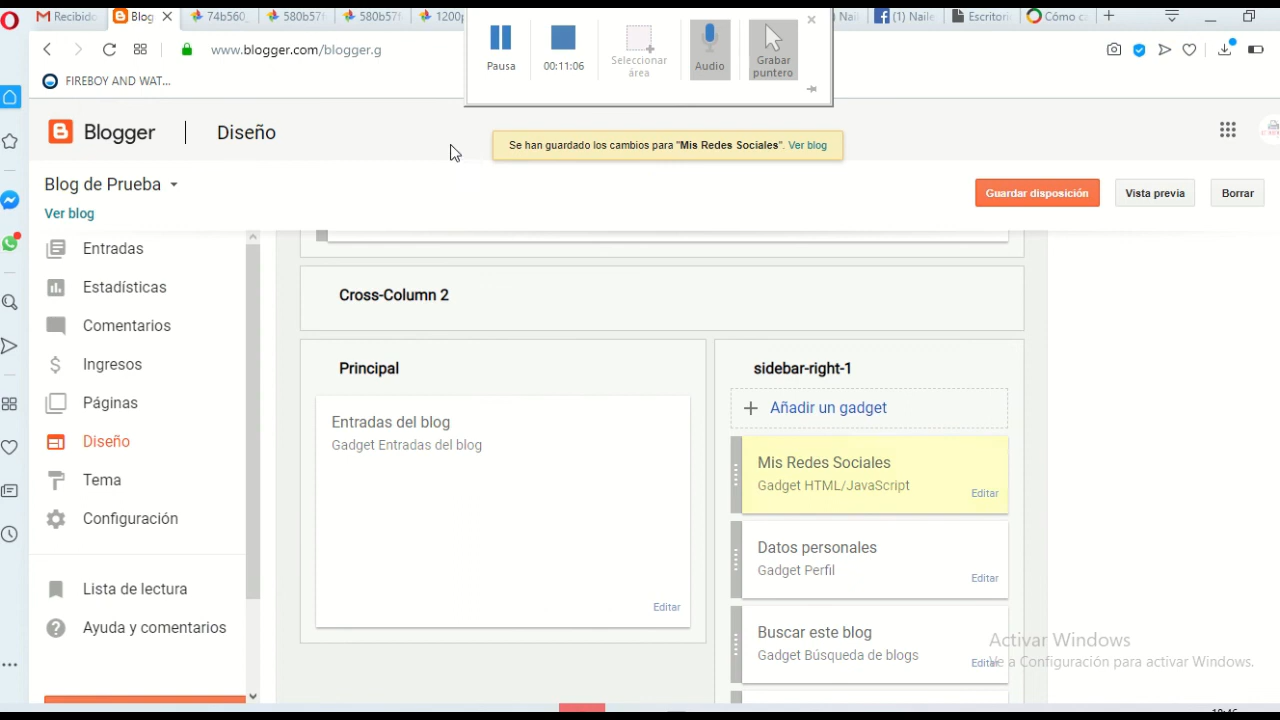 Recibido
Blog
74b560_
580b57f
580b57f
1200p
Nail
(1) Naile
Escritori
Cómo c
Pausa
00:11:06
Seleccionar
área
Audio
Grabar
puntero
www.blogger.com/blogger.g
FIREBOY AND WAT...
Blogger
Diseño
Se han guardado los cambios para "Mis Redes Sociales". Ver blog
Blog de Prueba
Guardar disposición
Vista previa
Borrar
Ver blog
Entradas
Estadísticas
Comentarios
Ingresos
Páginas
Diseño
Tema
Configuración
Lista de lectura
Ayuda y comentarios
Cross-Column 2
Principal
Entradas del blog
Gadget Entradas del blog
Editar
sidebar-right-1
+ Añadir un gadget
Mis Redes Sociales
Gadget HTML/JavaScript
Editar
Datos personales
Gadget Perfil
Editar
Buscar este blog
Gadget Búsqueda de blogs
Editar
Activar Windows
Ve a Configuración para activar Windows.